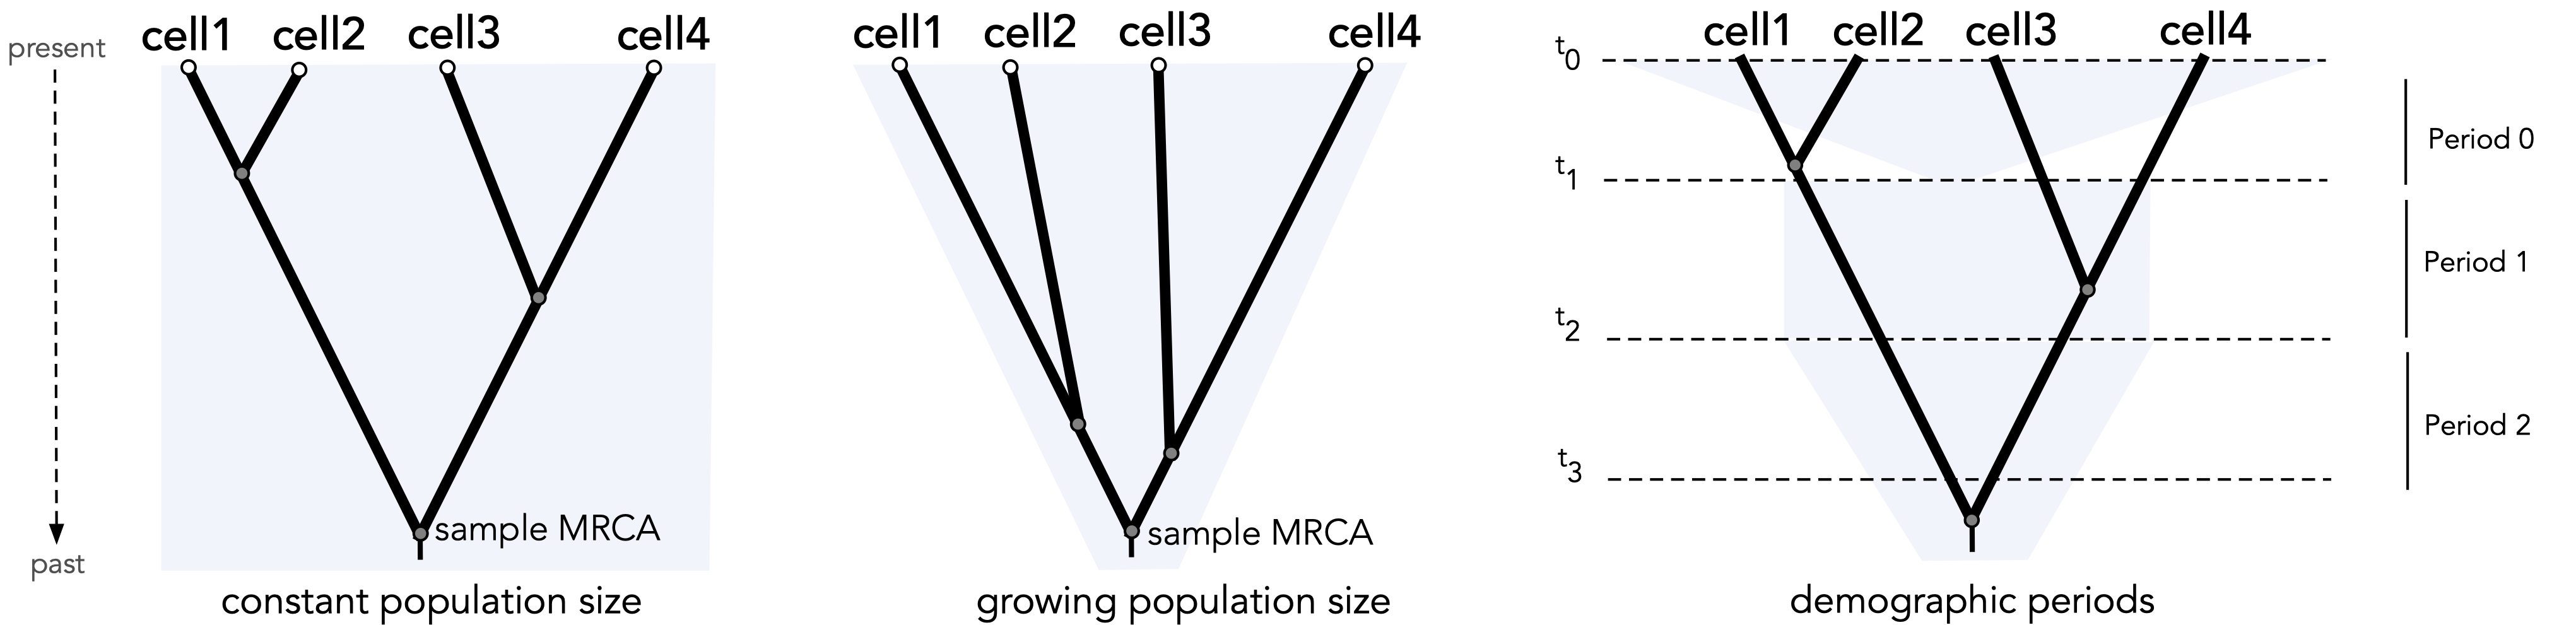 present
past
cell1 cell2 cell3 cell4
sample MRCA
constant population size
cell1 cell2 cell3 cell4
sample MRCA
growing population size
cell1 cell2 cell3 cell4
t0
t1
t2
t3
Period 0
Period 1
Period 2
demographic periods